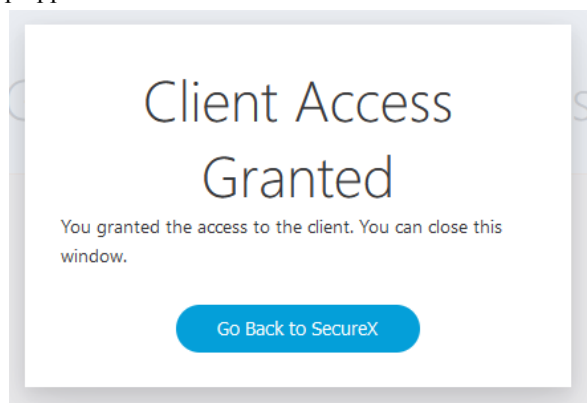 Client Access
Granted
You granted the access to the client. You can close this
window.
Go Back to SecureX